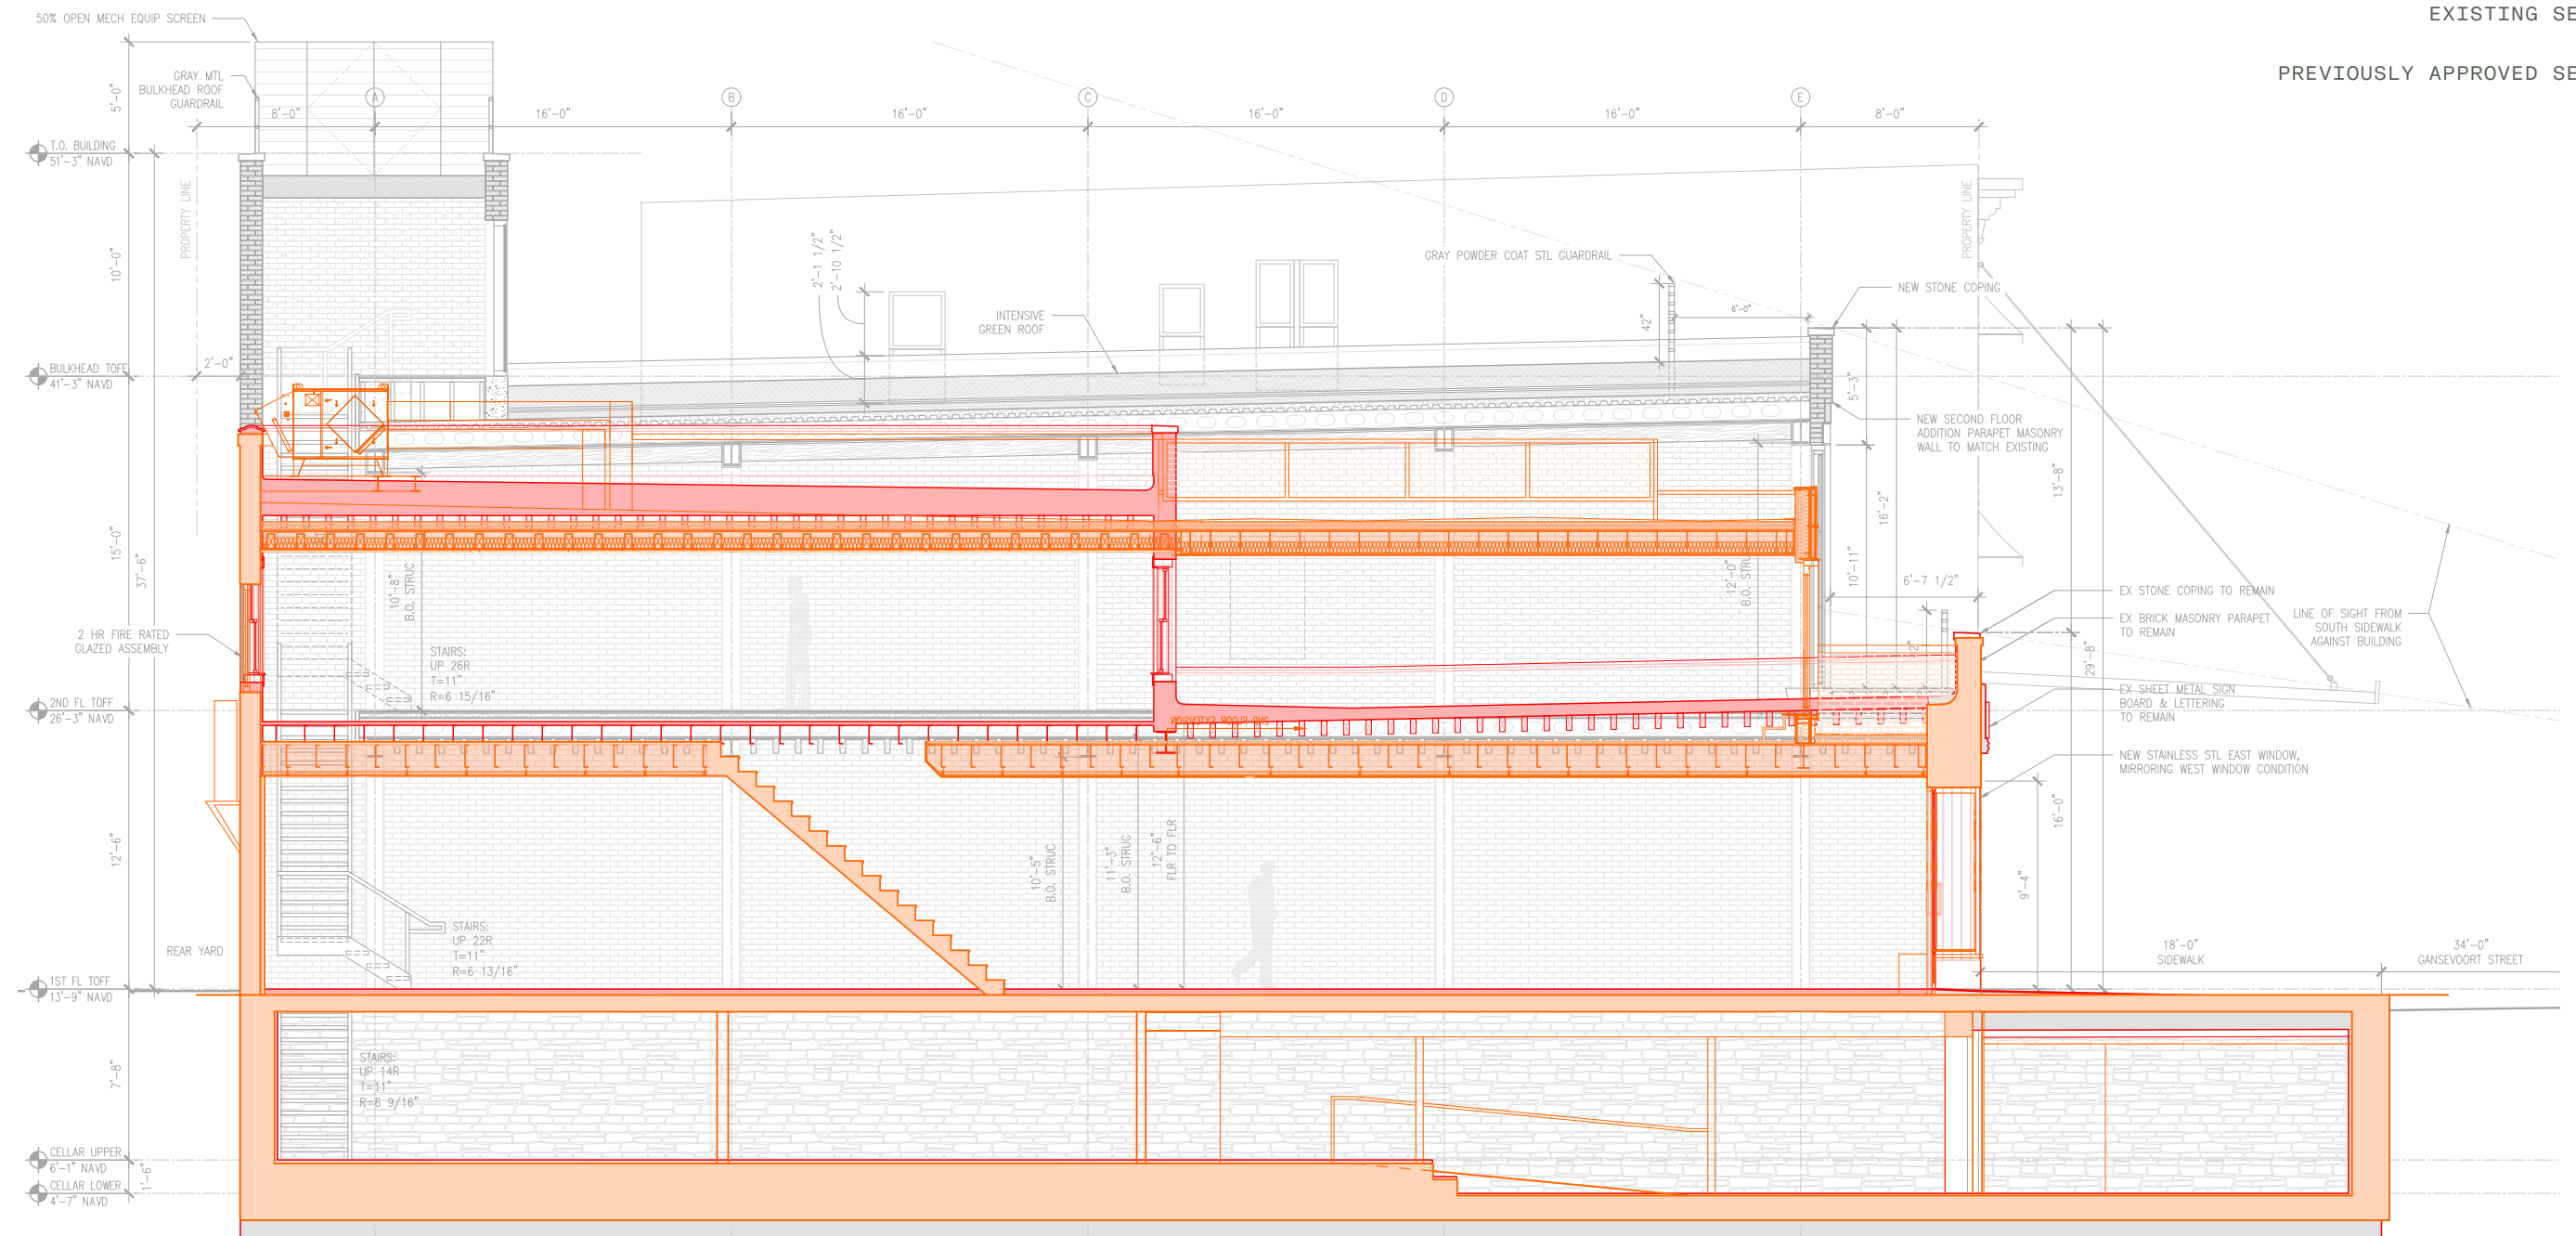 EXISTING SE
PREVIOUSLY APPROVED SE
50% OPEN MECH EQUIP SCREEN
GRAY MTL
BULKHEAD ROOF
GUARDRAIL
5'-0"
8'-0"
A
16'-0"
B
16'-0"
C
16'-0"
D
16'-0"
E
8'-0"
T.O. BUILDING
51'-3" NAVD
PROPERTY LINE
PROPERTY LINE
10'-0"
2'-1 1/2"
2'-10 1/2"
INTENSIVE
GREEN ROOF
GRAY POWDER COAT STL GUARDRAIL
42"
6'-0"
NEW STONE COPING
BULKHEAD TOFF
41'-3" NAVD
2'-0"
5'-3"
NEW SECOND FLOOR
ADDITION PARAPET MASONRY
WALL TO MATCH EXISTING
13'-8"
16'-2"
15'-0"
37'-6"
10'-8"
B.O. STRUC
12'-0"
B.O. STRUC
10'-11"
6'-7 1/2"
EX STONE COPING TO REMAIN
EX BRICK MASONRY PARAPET
TO REMAIN
LINE OF SIGHT FROM
SOUTH SIDEWALK
AGAINST BUILDING
2 HR FIRE RATED
GLAZED ASSEMBLY
STAIRS:
UP 26R
T=11"
R=6 15/16"
29'-8"
EX SHEET METAL SIGN
BOARD & LETTERING
TO REMAIN
2ND FL TOFF
26'-3" NAVD
2ND FLOOR EXTENSION
NEW STAINLESS STL EAST WINDOW,
MIRRORING WEST WINDOW CONDITION
12'-6"
10'-5"
B.O. STRUC
11'-3"
B.O. STRUC
12'-6"
FLR TO FLR
16'-0"
9'-4"
REAR YARD
STAIRS:
UP 22R
T=11"
R=6 13/16"
18'-0"
SIDEWALK
34'-0"
GANSEVOORT STREET
1ST FL TOFF
13'-9" NAVD
7'-8"
STAIRS:
UP 14R
T=11"
R=6 9/16"
CELLAR UPPER
6'-1" NAVD
1'-6"
CELLAR LOWER
4'-7" NAVD